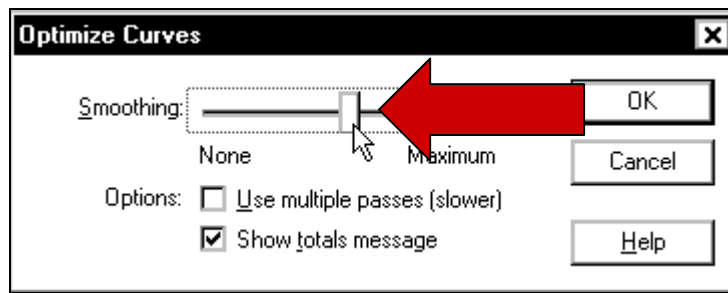 Optimize Curves
Smoothing:
OK
None Maximum
Cancel
Options: Use multiple passes (slower)
Show totals message
Help